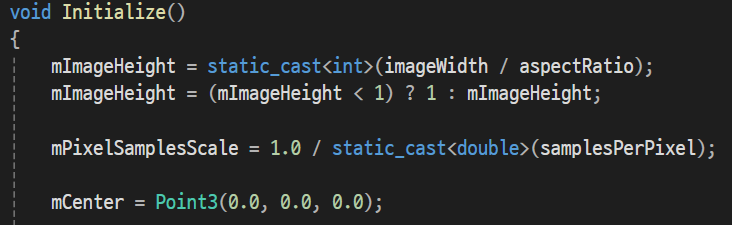 void Initialize()
{
mImageHeight = static_cast<int>(imageWidth / aspectRatio);
mImageHeight = (mImageHeight < 1) ? 1 : mImageHeight;
mPixelSamplesScale = 1.0 / static_cast<double>(samplesPerPixel);
mCenter = Point3(0.0, 0.0, 0.0);